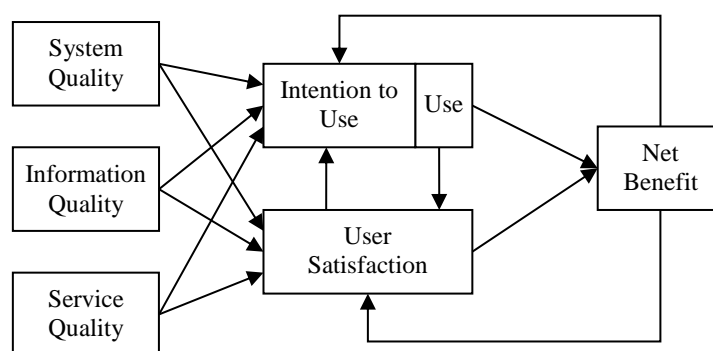 System
Quality
Intention to
Use
Use
Net
Benefit
Information
Quality
User
Satisfaction
Service
Quality